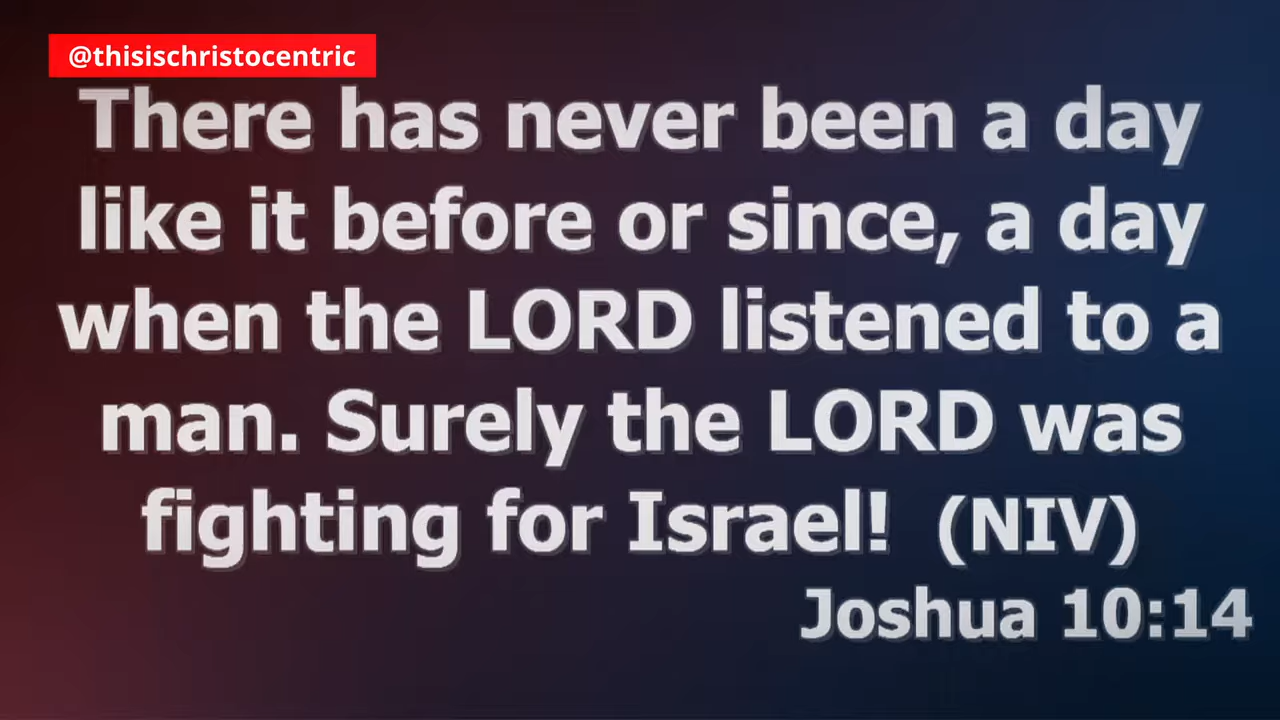 @thisischristocentric
There has never been a day
like it before or since, a day
when the LORD listened to a
man. Surely the LORD was
fighting for Israel!  (NIV)
Joshua 10:14